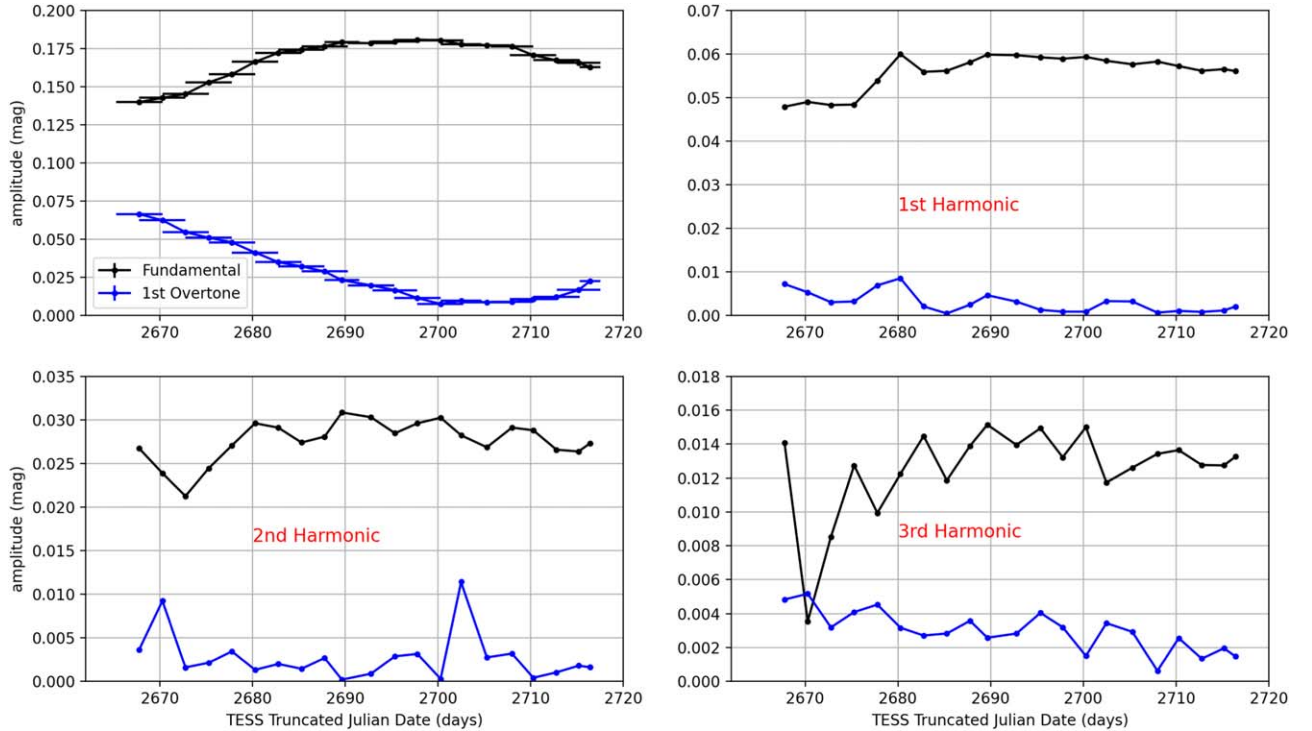 0.200
0.175
0.150
0.125
0.100
0.075
0.050
0.025
0.000
amplitude (mag)
Fundamental
1st Overtone
2670 2680 2690 2700 2710 2720
0.07
0.06
0.05
0.04
0.03
0.02
0.01
0.00
1st Harmonic
2670 2680 2690 2700 2710 2720
0.035
0.030
0.025
0.020
0.015
0.010
0.005
0.000
amplitude (mag)
2nd Harmonic
2670 2680 2690 2700 2710 2720
TESS Truncated Julian Date (days)
0.018
0.016
0.014
0.012
0.010
0.008
0.006
0.004
0.002
0.000
3rd Harmonic
2670 2680 2690 2700 2710 2720
TESS Truncated Julian Date (days)